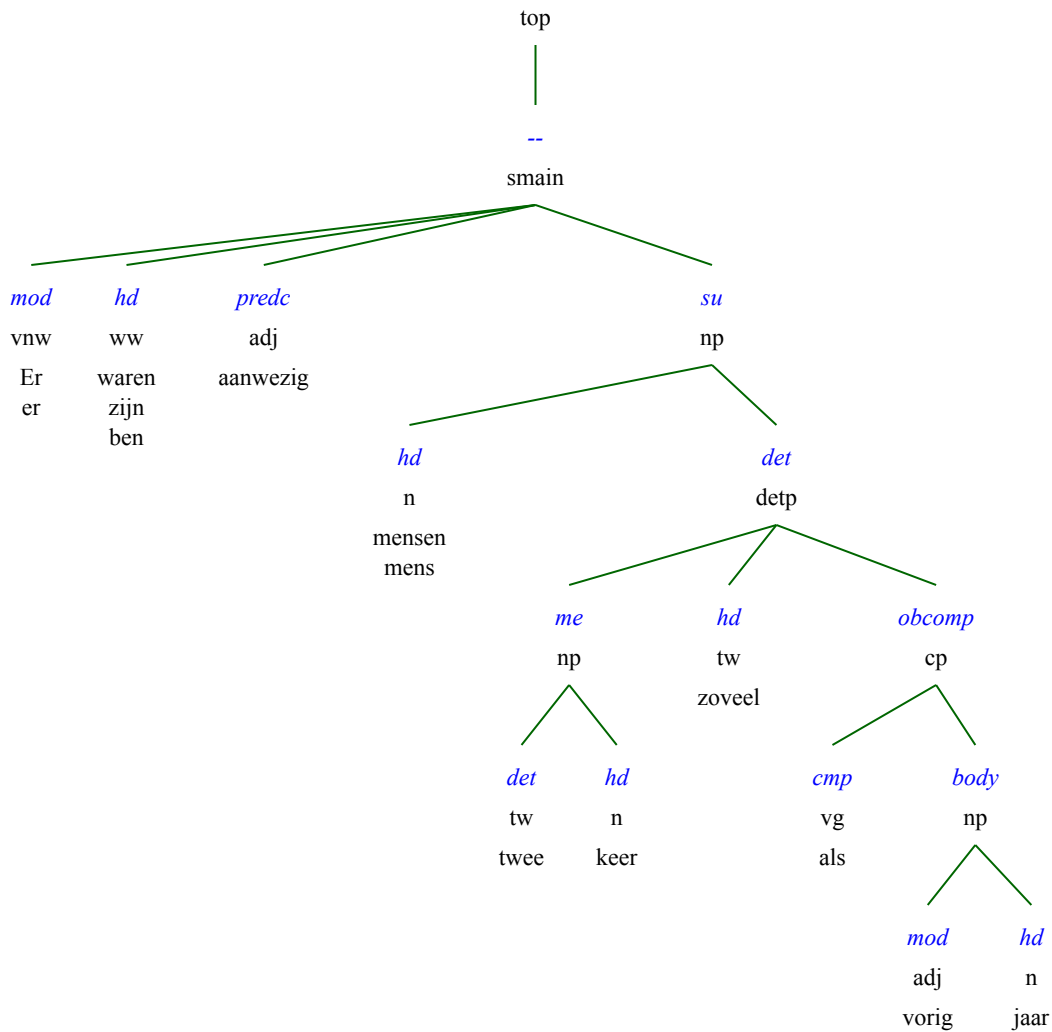 top
--
smain
mod hd predc su
vnw ww adj np
Er waren aanwezig
er zijn
ben
hd det
n detp
mensen
mens
me hd obcomp
np tw cp
zoveel
det hd cmp body
tw n vg np
twee keer als
mod hd
adj n
vorig jaar